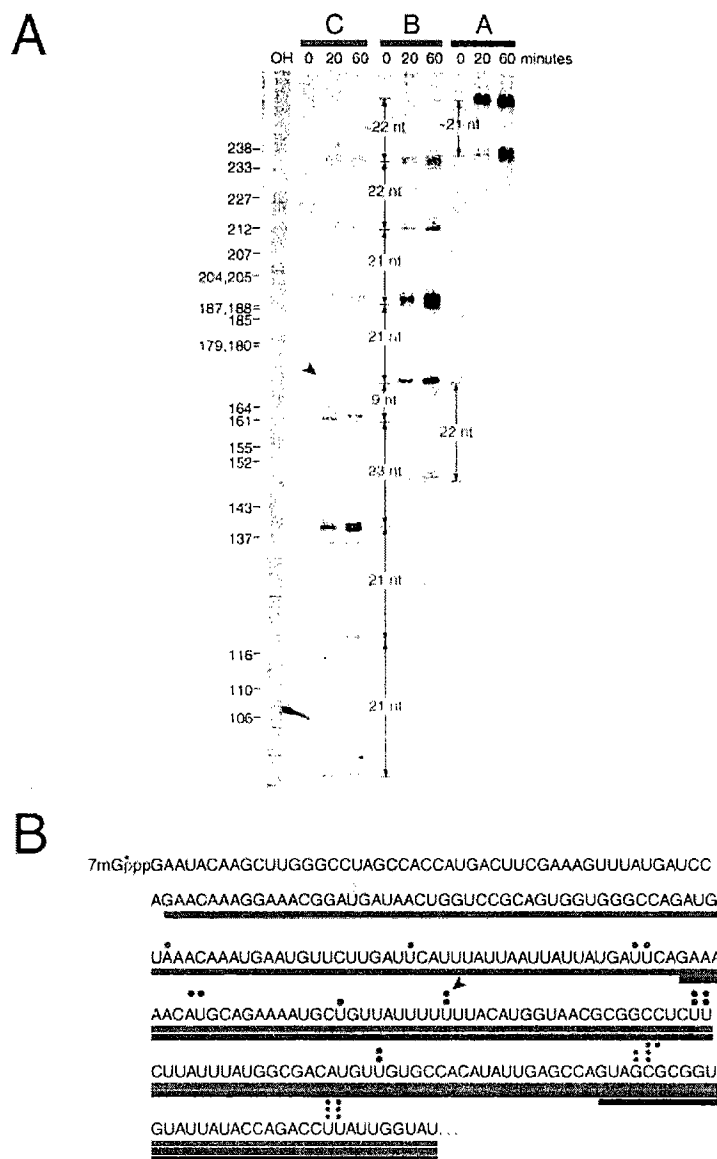 A
C B A
OH 0 20 60 0 20 60 0 20 60 minutes
~22 nt
~21 nt
238
233
22 nt
227
212
207
21 nt
204,205
187,188
185
21 nt
179,180
9 nt
164
161
22 nt
155
152
23 nt
143
137
21 nt
116
110
21 nt
106
B
7mGpppGAAUACAAGCUUGGGCCUAGCCACCAUGACUUCGAAAGUUUAUGAUCC
AGAACAAAGGAAACGGAUGAUAACUGGUCCGCAGUGGUGGGCCAGAUG
UAAACAAAUGAAUGUUCUUGAUUCAUUUAUUAAUUAUUAUGAUUCAGAAA
AACAUGCAGAAAAUGCUGUUAUUUUUUUACAUGGUAACGCGGCCUCUU
CUUAUUUAUGGCGACAUGUUGUGCCACAUAUUGAGCCAGUAGCGCGGU
GUAUUAUACCAGACCUUAUUGGUAU...